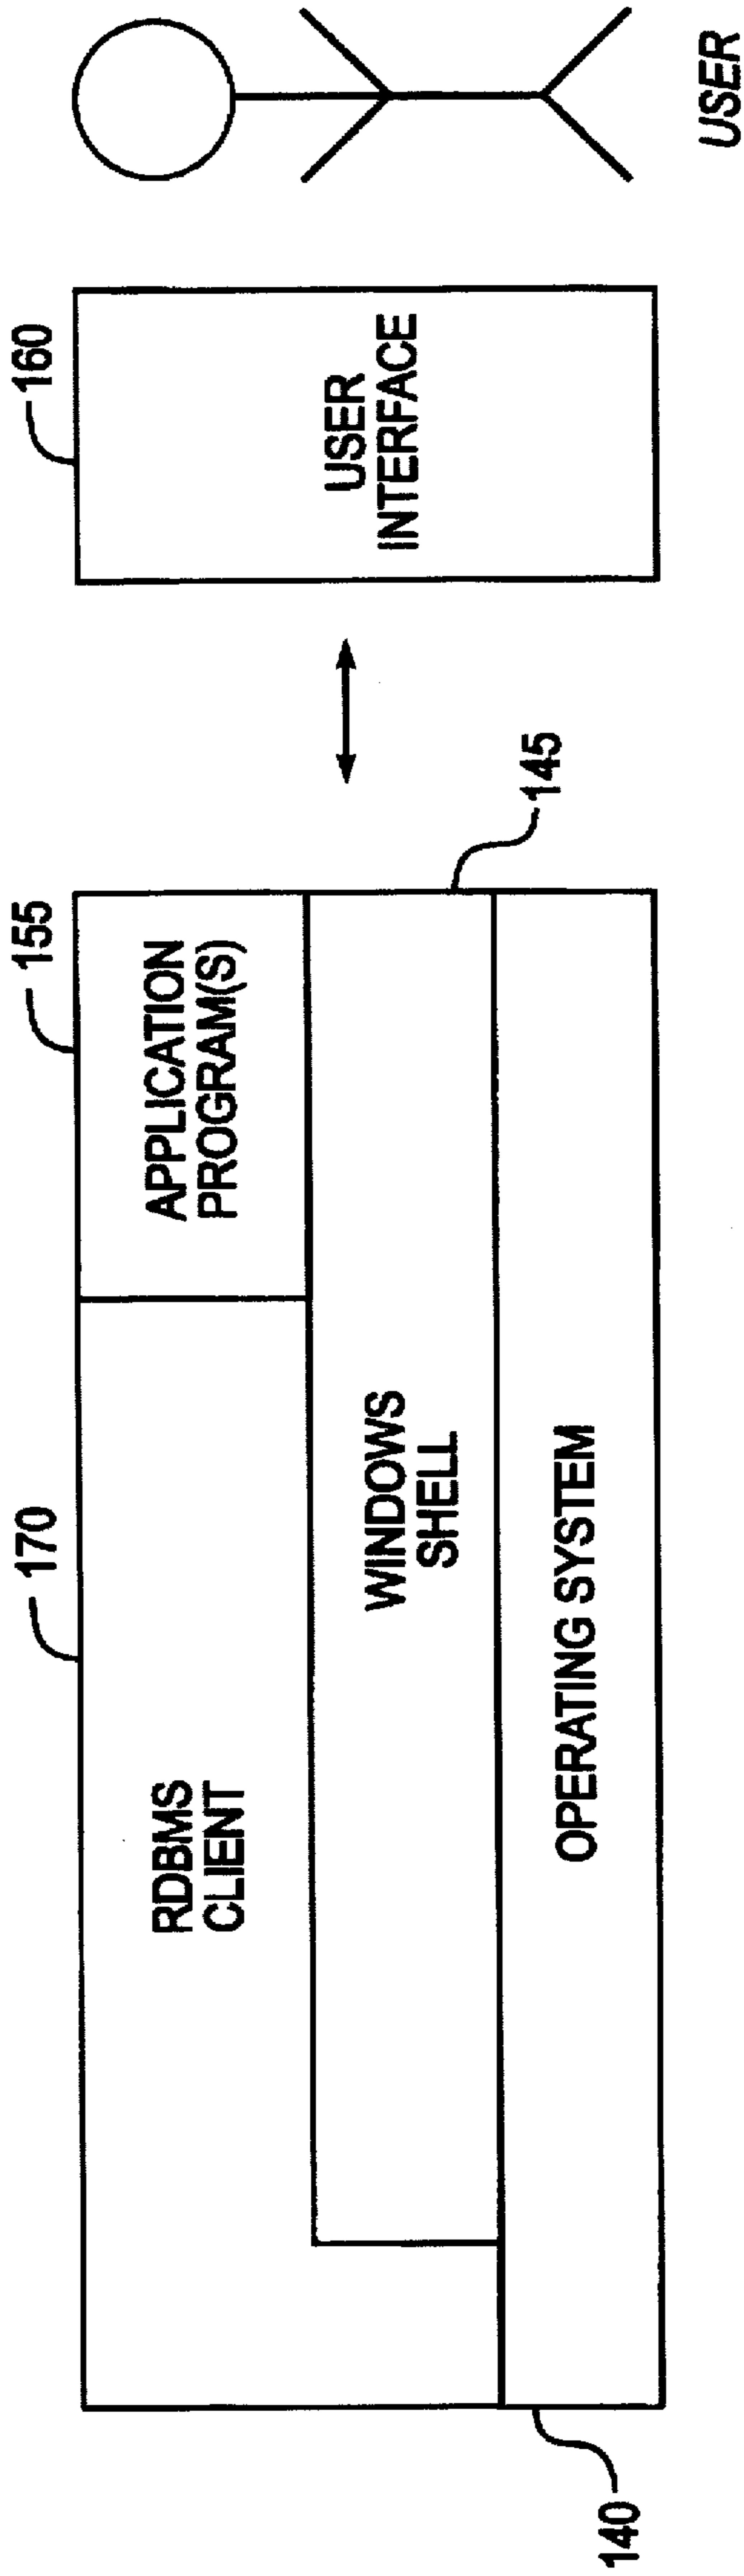 170
155
160
RDBMS
CLIENT
APPLICATION
PROGRAM(S)
USER
INTERFACE
WINDOWS
SHELL
145
OPERATING SYSTEM
140
USER